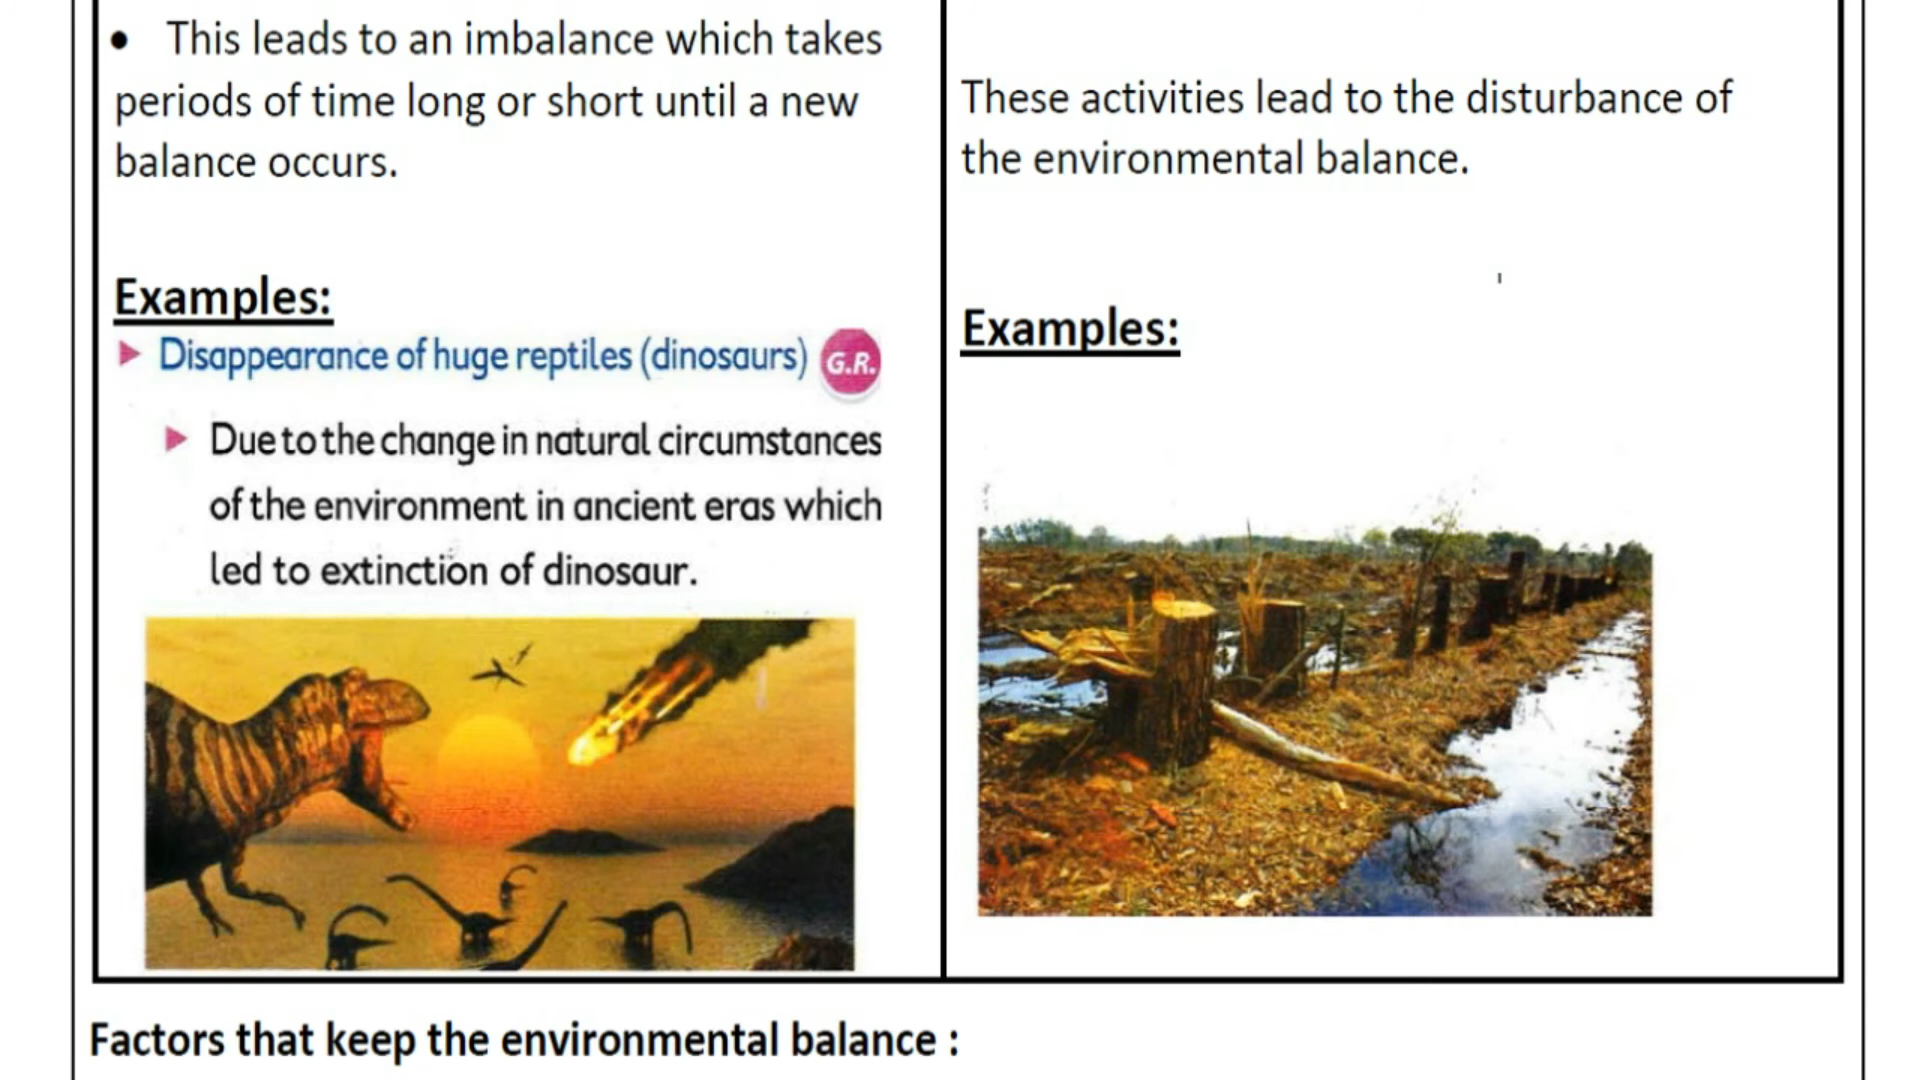 • This leads to an imbalance which takes
periods of time long or short until a new
balance occurs.
Examples:
Disappearance of huge reptiles (dinosaurs) G.R.
Due to the change in natural circumstances
of the environment in ancient eras which
led to extinction of dinosaur.
These activities lead to the disturbance of
the environmental balance.
Examples:
Factors that keep the environmental balance :